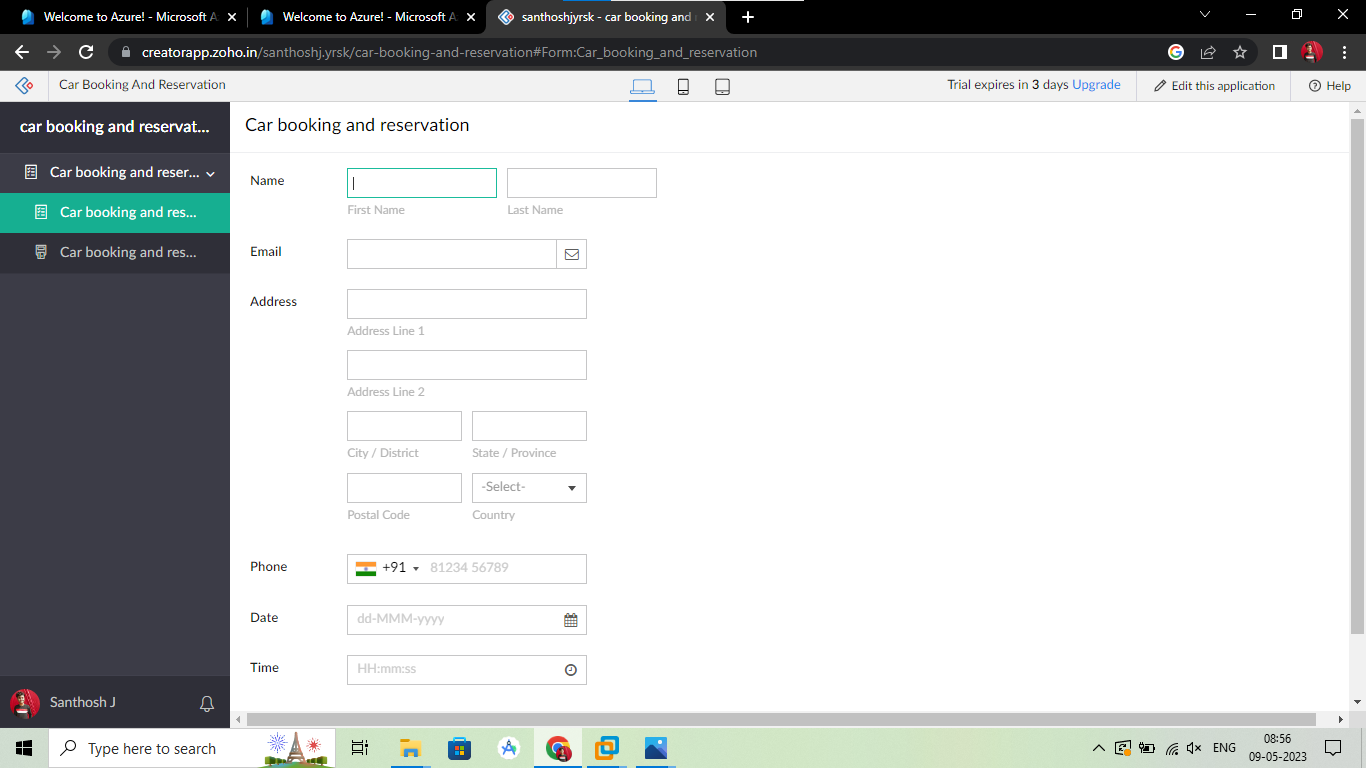 Welcome to Azure! - Microsoft A
Welcome to Azure! - Microsoft A
santhoshjyrsk - car booking and
creatorapp.zoho.in/santhoshj.yrsk/car-booking-and-reservation#Form:Car_booking_and_reservation
Car Booking And Reservation
Trial expires in 3 days Upgrade
Edit this application
Help
car booking and reservat...
Car booking and reservation
Car booking and reser...
Car booking and res...
Car booking and res...
Name
First Name
Last Name
Email
Address
Address Line 1
Address Line 2
City / District
State / Province
-Select-
Postal Code
Country
Phone
+91
81234 56789
Date
dd-MMM-yyyy
Time
HH:mm:ss
Santhosh J
Type here to search
ENG
08:56
09-05-2023